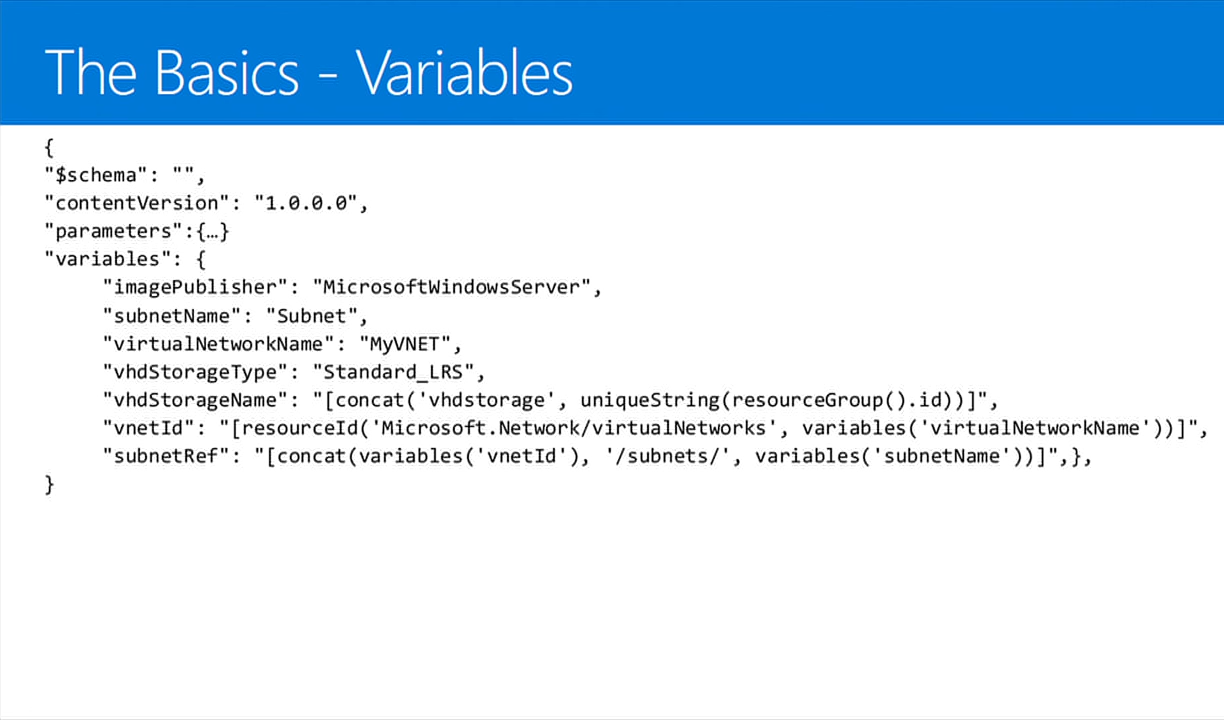 The Basics - Variables
{
"$schema": "",
"contentVersion": "1.0.0.0",
"parameters":{…}
"variables": {
"imagePublisher": "MicrosoftWindowsServer",
"subnetName": "Subnet",
"virtualNetworkName": "MyVNET",
"vhdStorageType": "Standard_LRS",
"vhdStorageName": "[concat('vhdstorage', uniqueString(resourceGroup().id))]",
"vnetId": "[resourceId('Microsoft.Network/virtualNetworks', variables('virtualNetworkName'))]",
"subnetRef": "[concat(variables('vnetId'), '/subnets/', variables('subnetName'))]",},
}